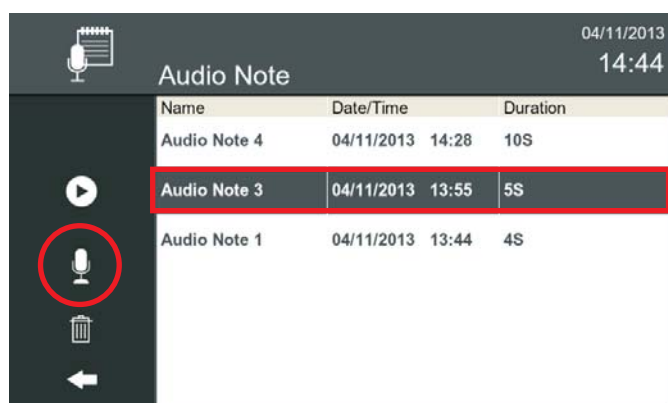 04/11/2013
14:44
Audio Note
Name Date/Time Duration
Audio Note 4 04/11/2013 14:28 10S
Audio Note 3 04/11/2013 13:55 5S
Audio Note 1 04/11/2013 13:44 4S